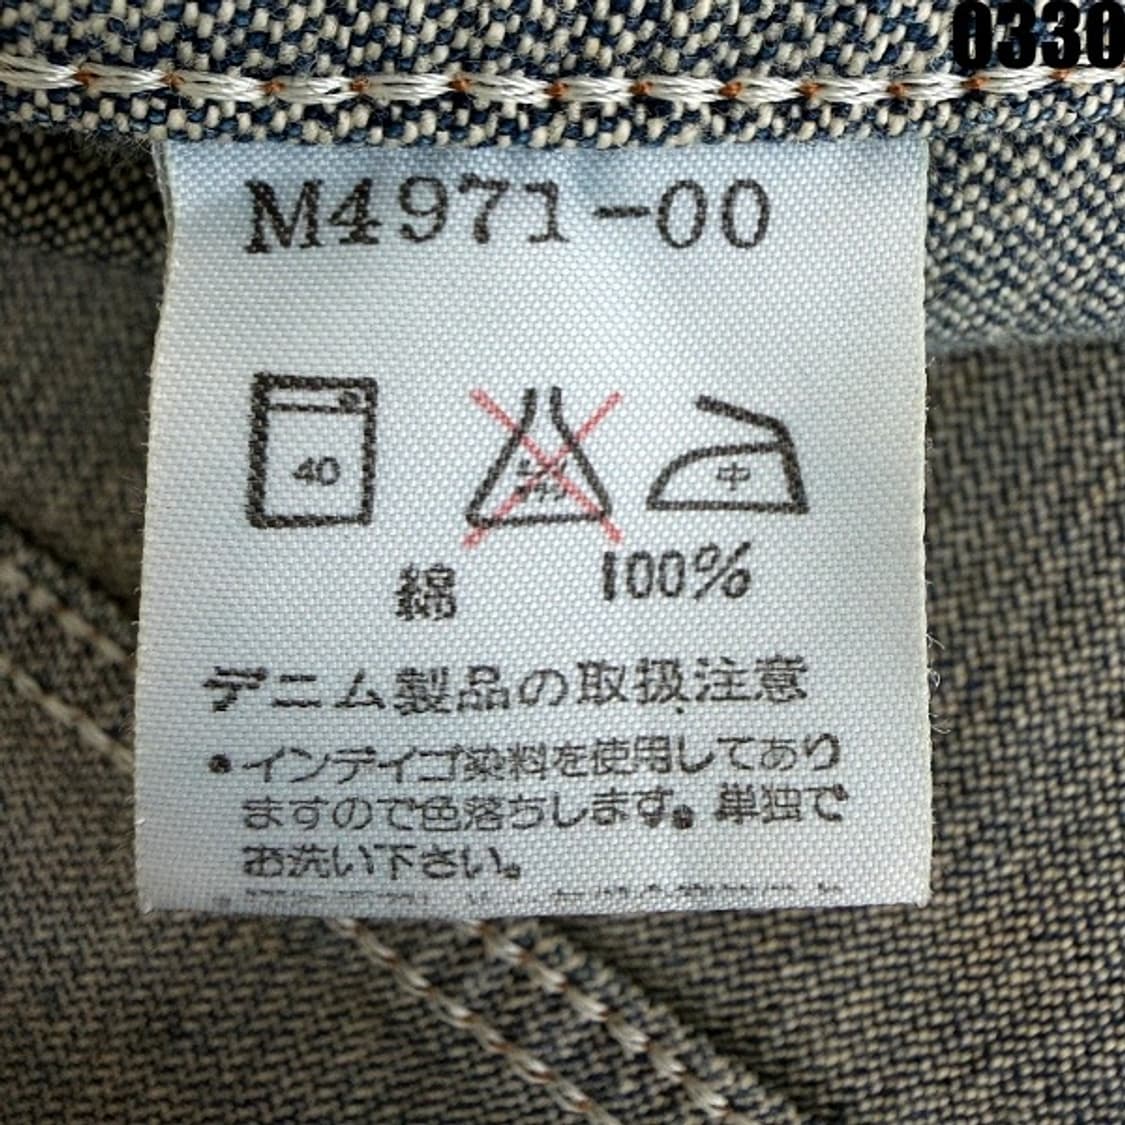 0330
M4971-00
40
中
綿 100%
デニム製品の取扱注意
•インディゴ染料を使用してあり
ますので色落ちします。単独で
お洗い下さい。